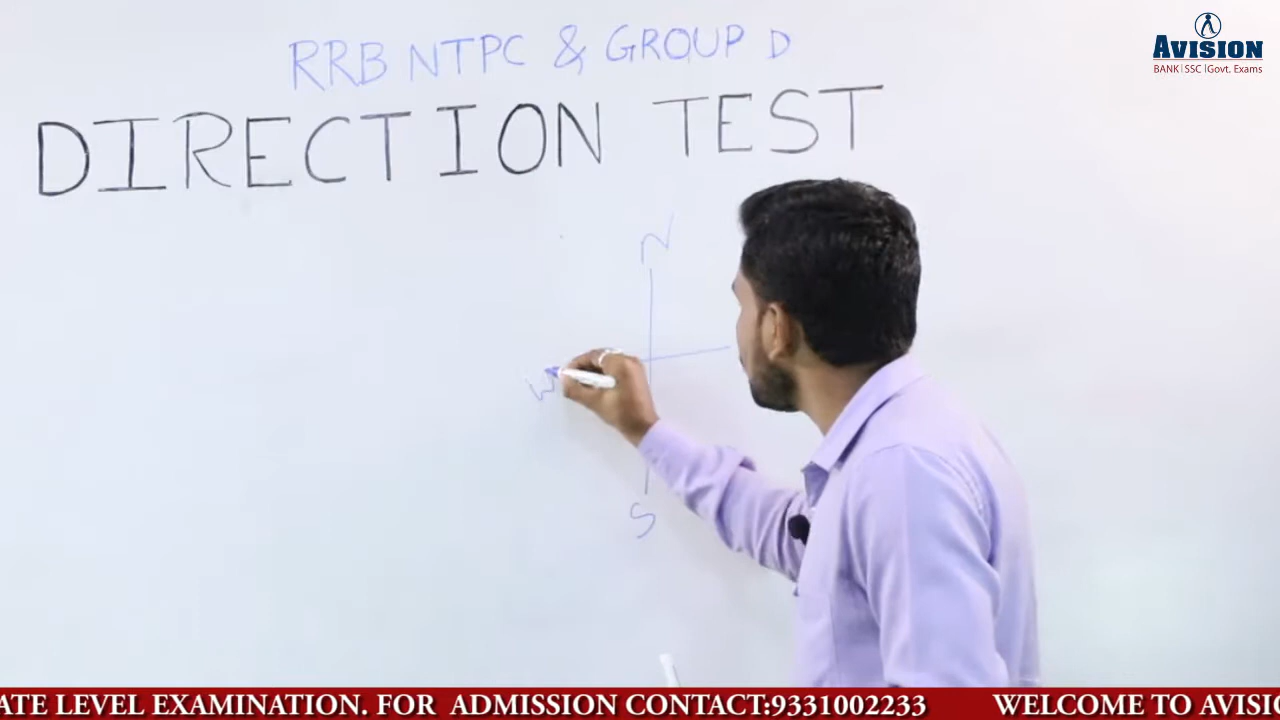 RRB NTPC & GROUP D
AVISION
BANK|SSC|Govt. Exams
DIRECTION TEST
N
W
S
ATE LEVEL EXAMINATION. FOR ADMISSION CONTACT:9331002233 WELCOME TO AVISIO